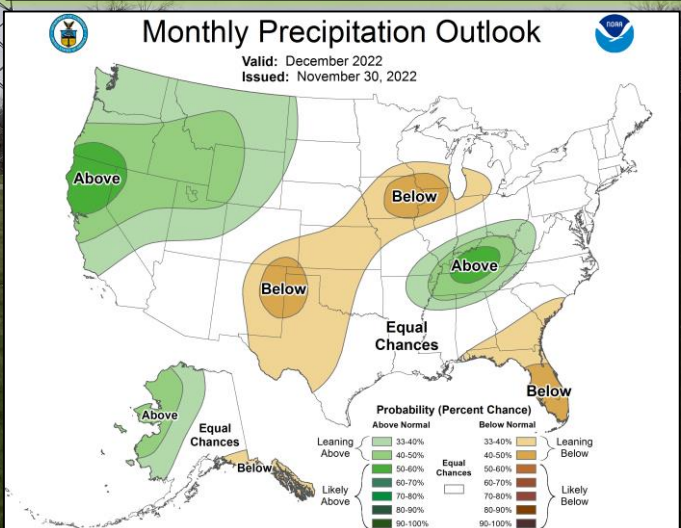 Monthly Precipitation Outlook
NOAA
Valid: December 2022
Issued: November 30, 2022
Above
Below
Below
Above
Equal
Chances
Below
Above
Equal
Chances
Below
Probability (Percent Chance)
Above Normal Below Normal
Leaning
Above
33-40%
40-50%
50-60%
Likely
Above
60-70%
70-80%
80-90%
90-100%
Equal
Chances
33-40%
40-50%
Leaning
Below
50-60%
60-70%
70-80%
80-90%
90-100%
Likely
Below